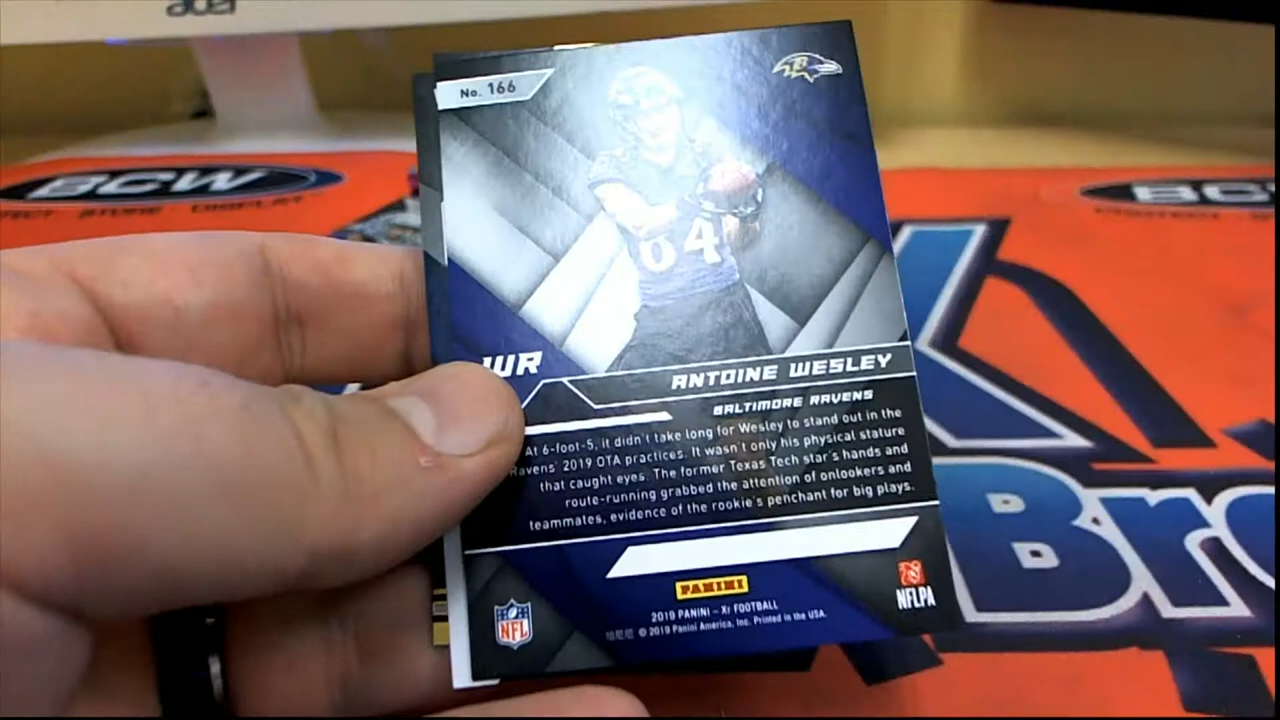 acer
BCW
STORE DISPLAY
BCW
No. 166
84
WR
ANTOINE WESLEY
BALTIMORE RAVENS
At 6-foot-5, it didn't take long for Wesley to stand out in the
Ravens' 2019 OTA practices. It wasn't only his physical stature
that caught eyes. The former Texas Tech star's hands and
route-running grabbed the attention of onlookers and
teammates, evidence of the rookie's penchant for big plays.
PANINI
2019 PANINI – Xr FOOTBALL
© 2019 Panini America, Inc. Printed in the USA.
NFL
NFLPA
K
Br